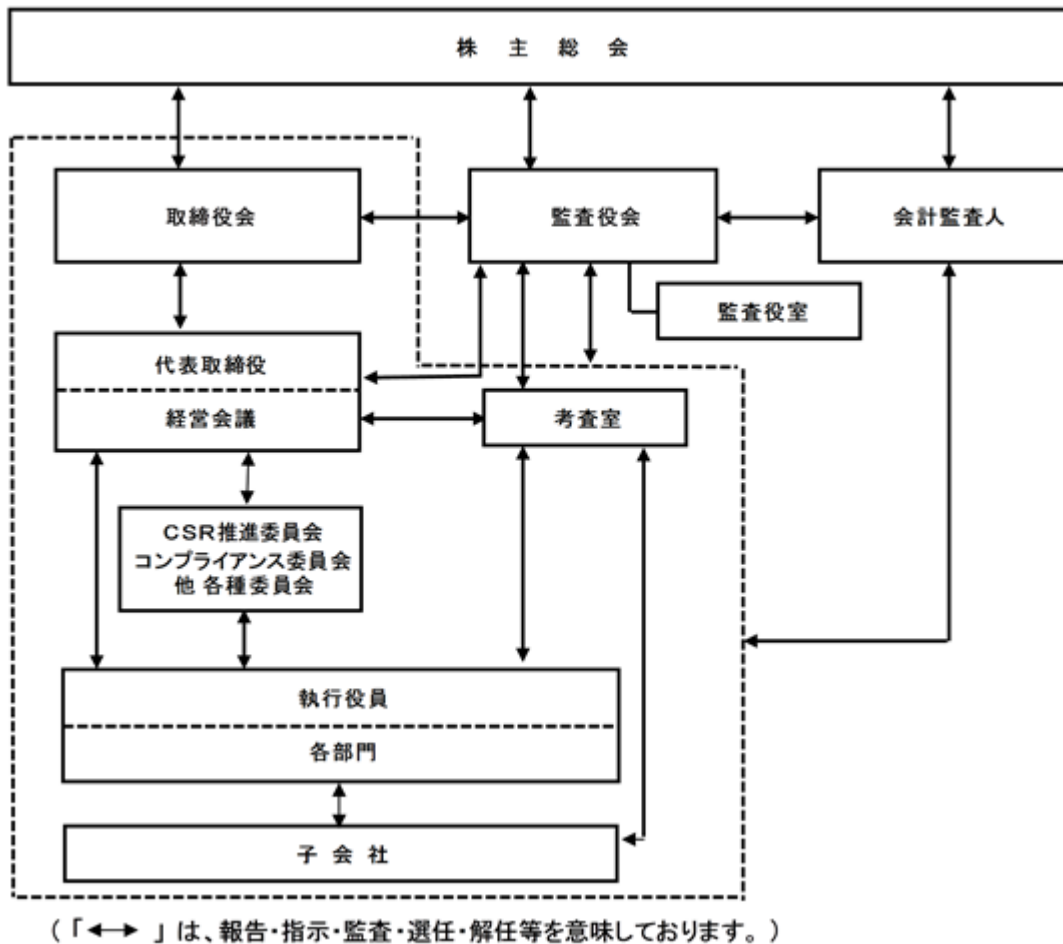 株 主 総 会
取締役会
監査役会
会計監査人
監査役室
代表取締役
経営会議
考査室
CSR推進委員会
コンプライアンス委員会
他 各種委員会
執行役員
各部門
子 会 社
(「←→ 」は、報告・指示・監査・選任・解任等を意味しております。)